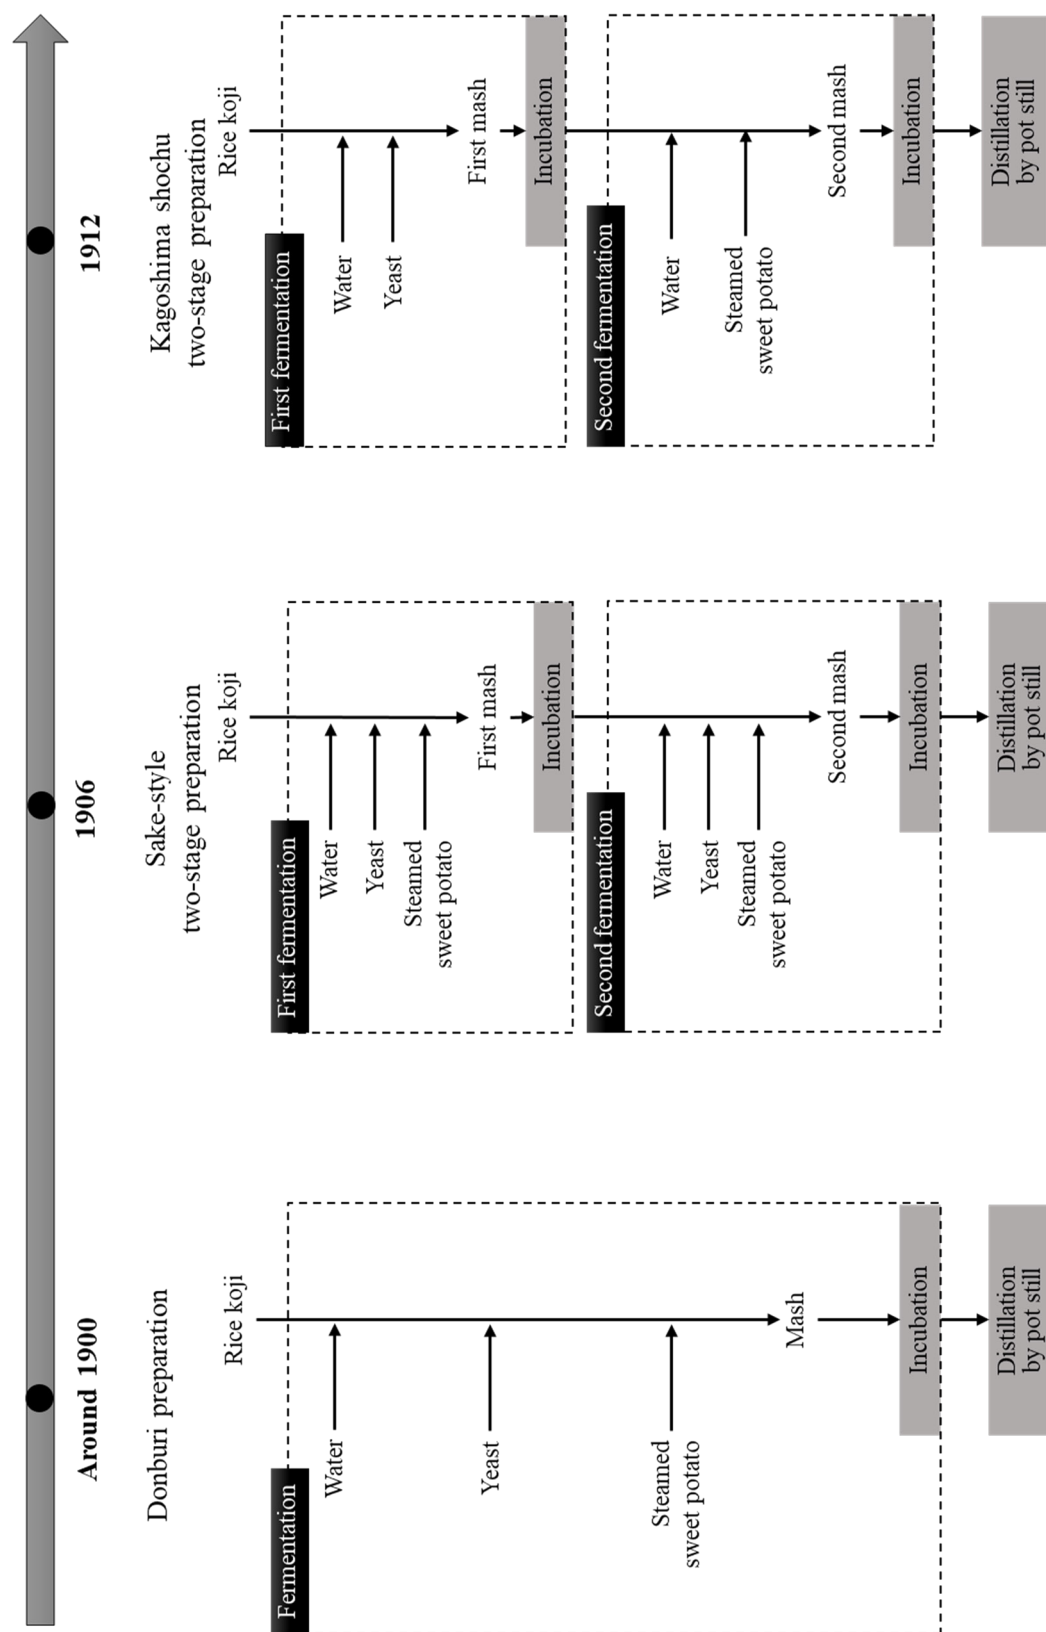 Around 1900
1906
1912
Donburi preparation
Rice koji
Fermentation
Water
Yeast
Steamed
sweet potato
Mash
Incubation
Distillation
by pot still
Sake-style
two-stage preparation
Rice koji
First fermentation
Water
Yeast
Steamed
sweet potato
First mash
Incubation
Second fermentation
Water
Yeast
Steamed
sweet potato
Second mash
Incubation
Distillation
by pot still
Kagoshima shochu
two-stage preparation
Rice koji
First fermentation
Water
Yeast
First mash
Incubation
Second fermentation
Water
Steamed
sweet potato
Second mash
Incubation
Distillation
by pot still